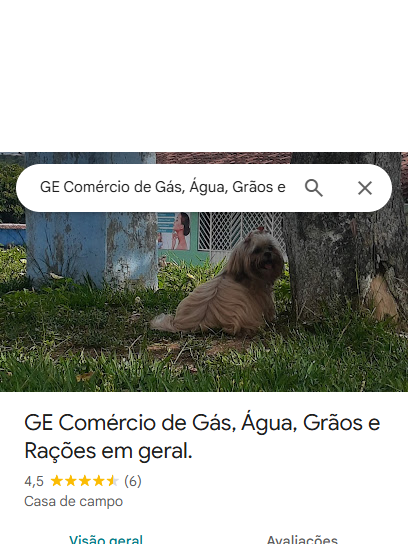 GE Comércio de Gás, Água, Grãos e
GE Comércio de Gás, Água, Grãos e
Rações em geral.
4,5 (6)
Casa de campo
Visão geral Avaliações